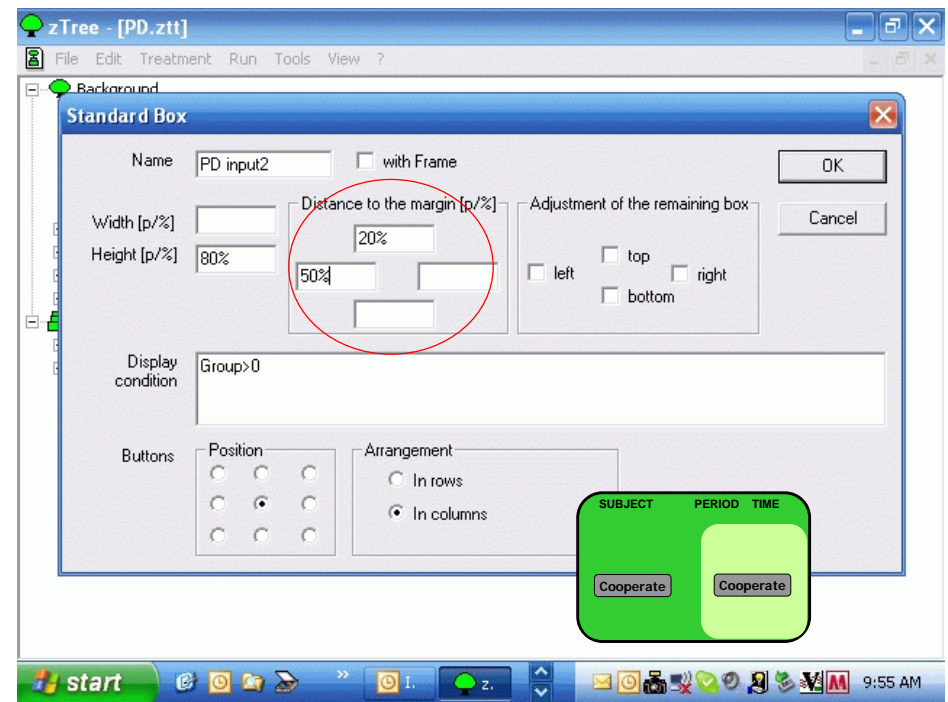 zTree - [PD.ztt]
File Edit Treatment Run Tools View ?
Background
Standard Box
Name PD input2 with Frame OK
Width [p/%] Distance to the margin [p/%] Adjustment of the remaining box Cancel
20%
Height [p/%] 80% top
50% left right
bottom
Display condition Group>0
Buttons Position Arrangement
In rows
In columns
SUBJECT PERIOD TIME
Cooperate Cooperate
start » I. z. 9:55 AM